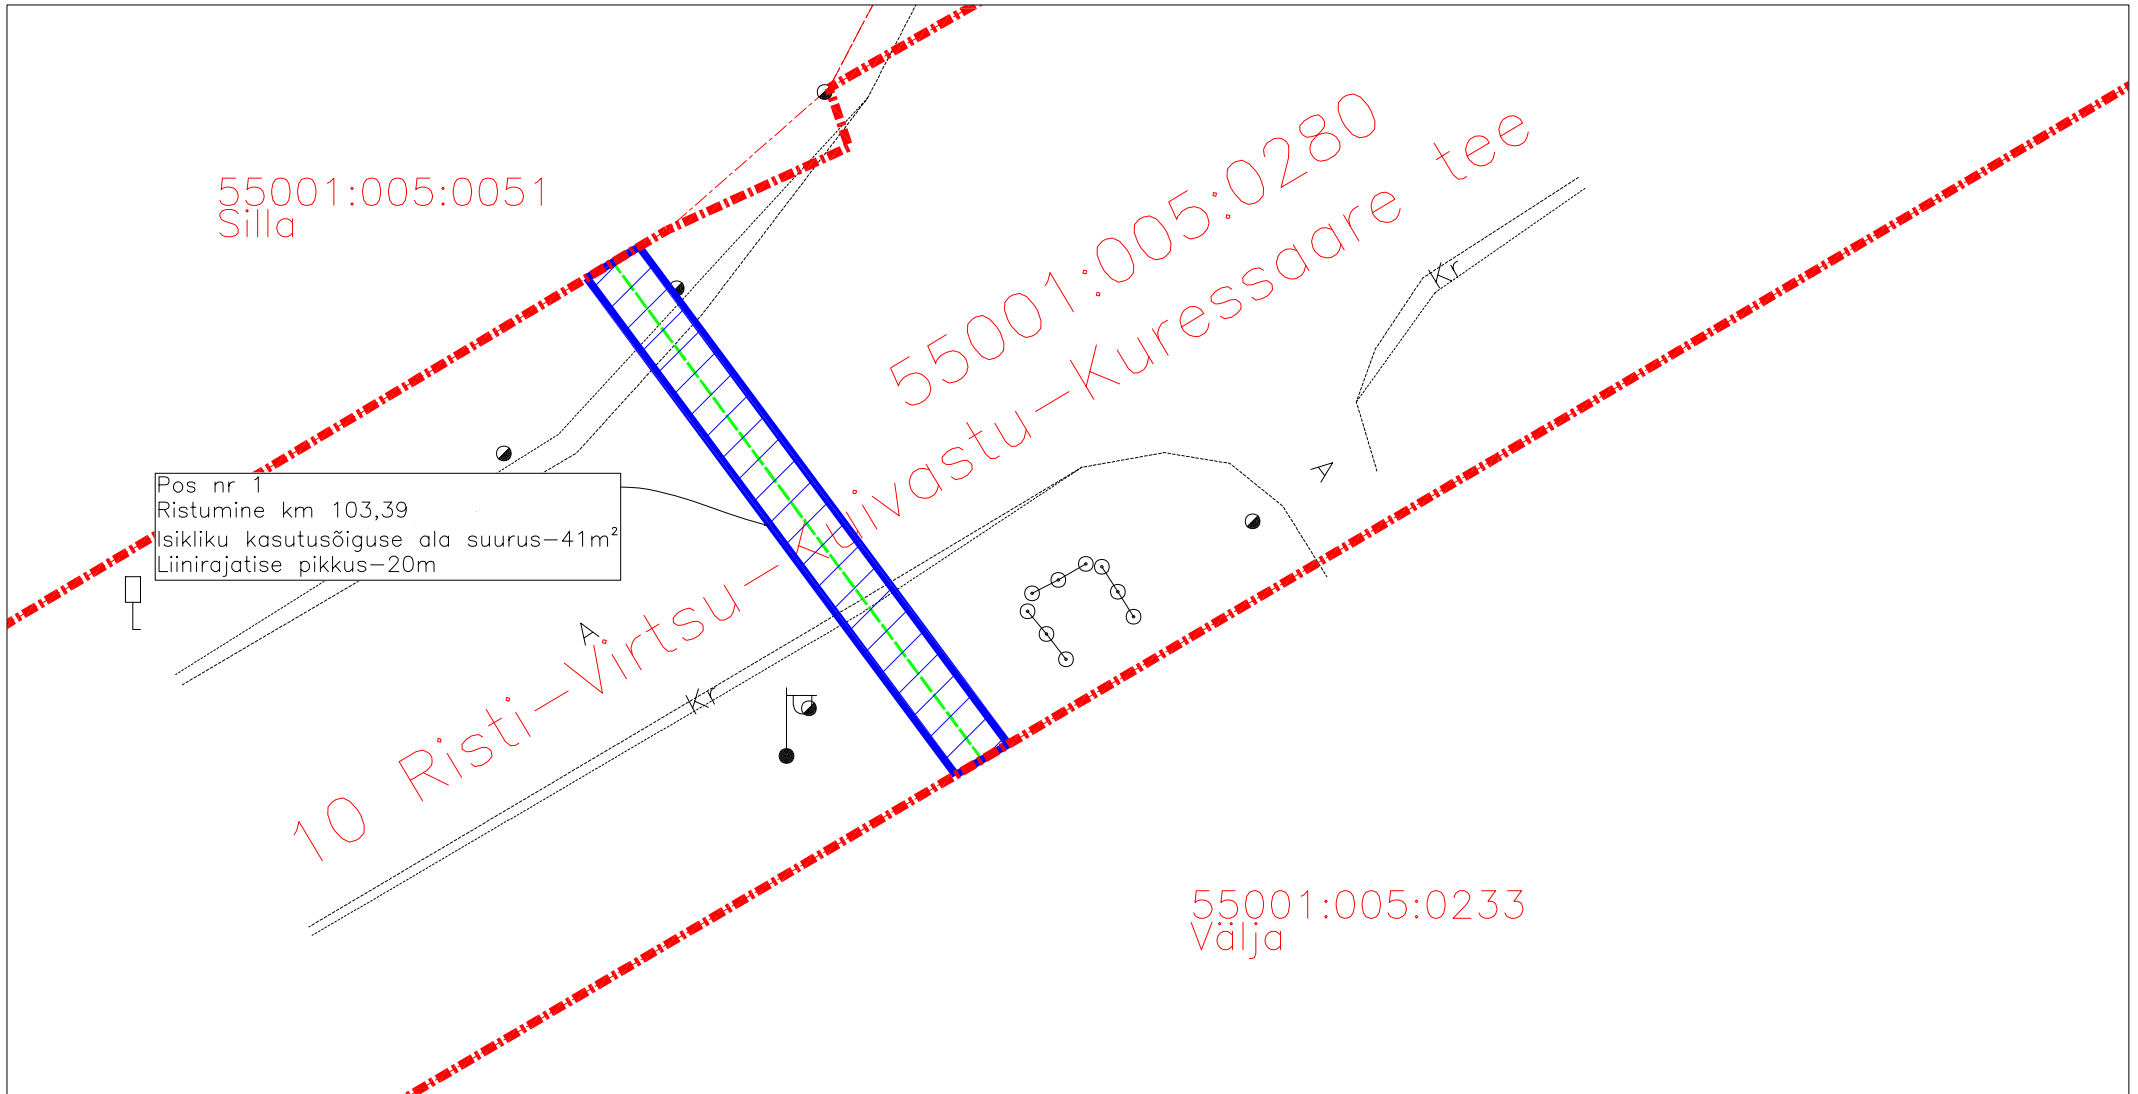 55001:005:0051
Silla
55001:005:0280
10 Risti-Virtsu-Kuivastu-Kuressaare tee
Kr
A
Pos nr 1
Ristumine km 103,39
Isikliku kasutusõiguse ala suurus-41m²
Liinirajatise pikkus-20m
A
Kr
55001:005:0233
Välja